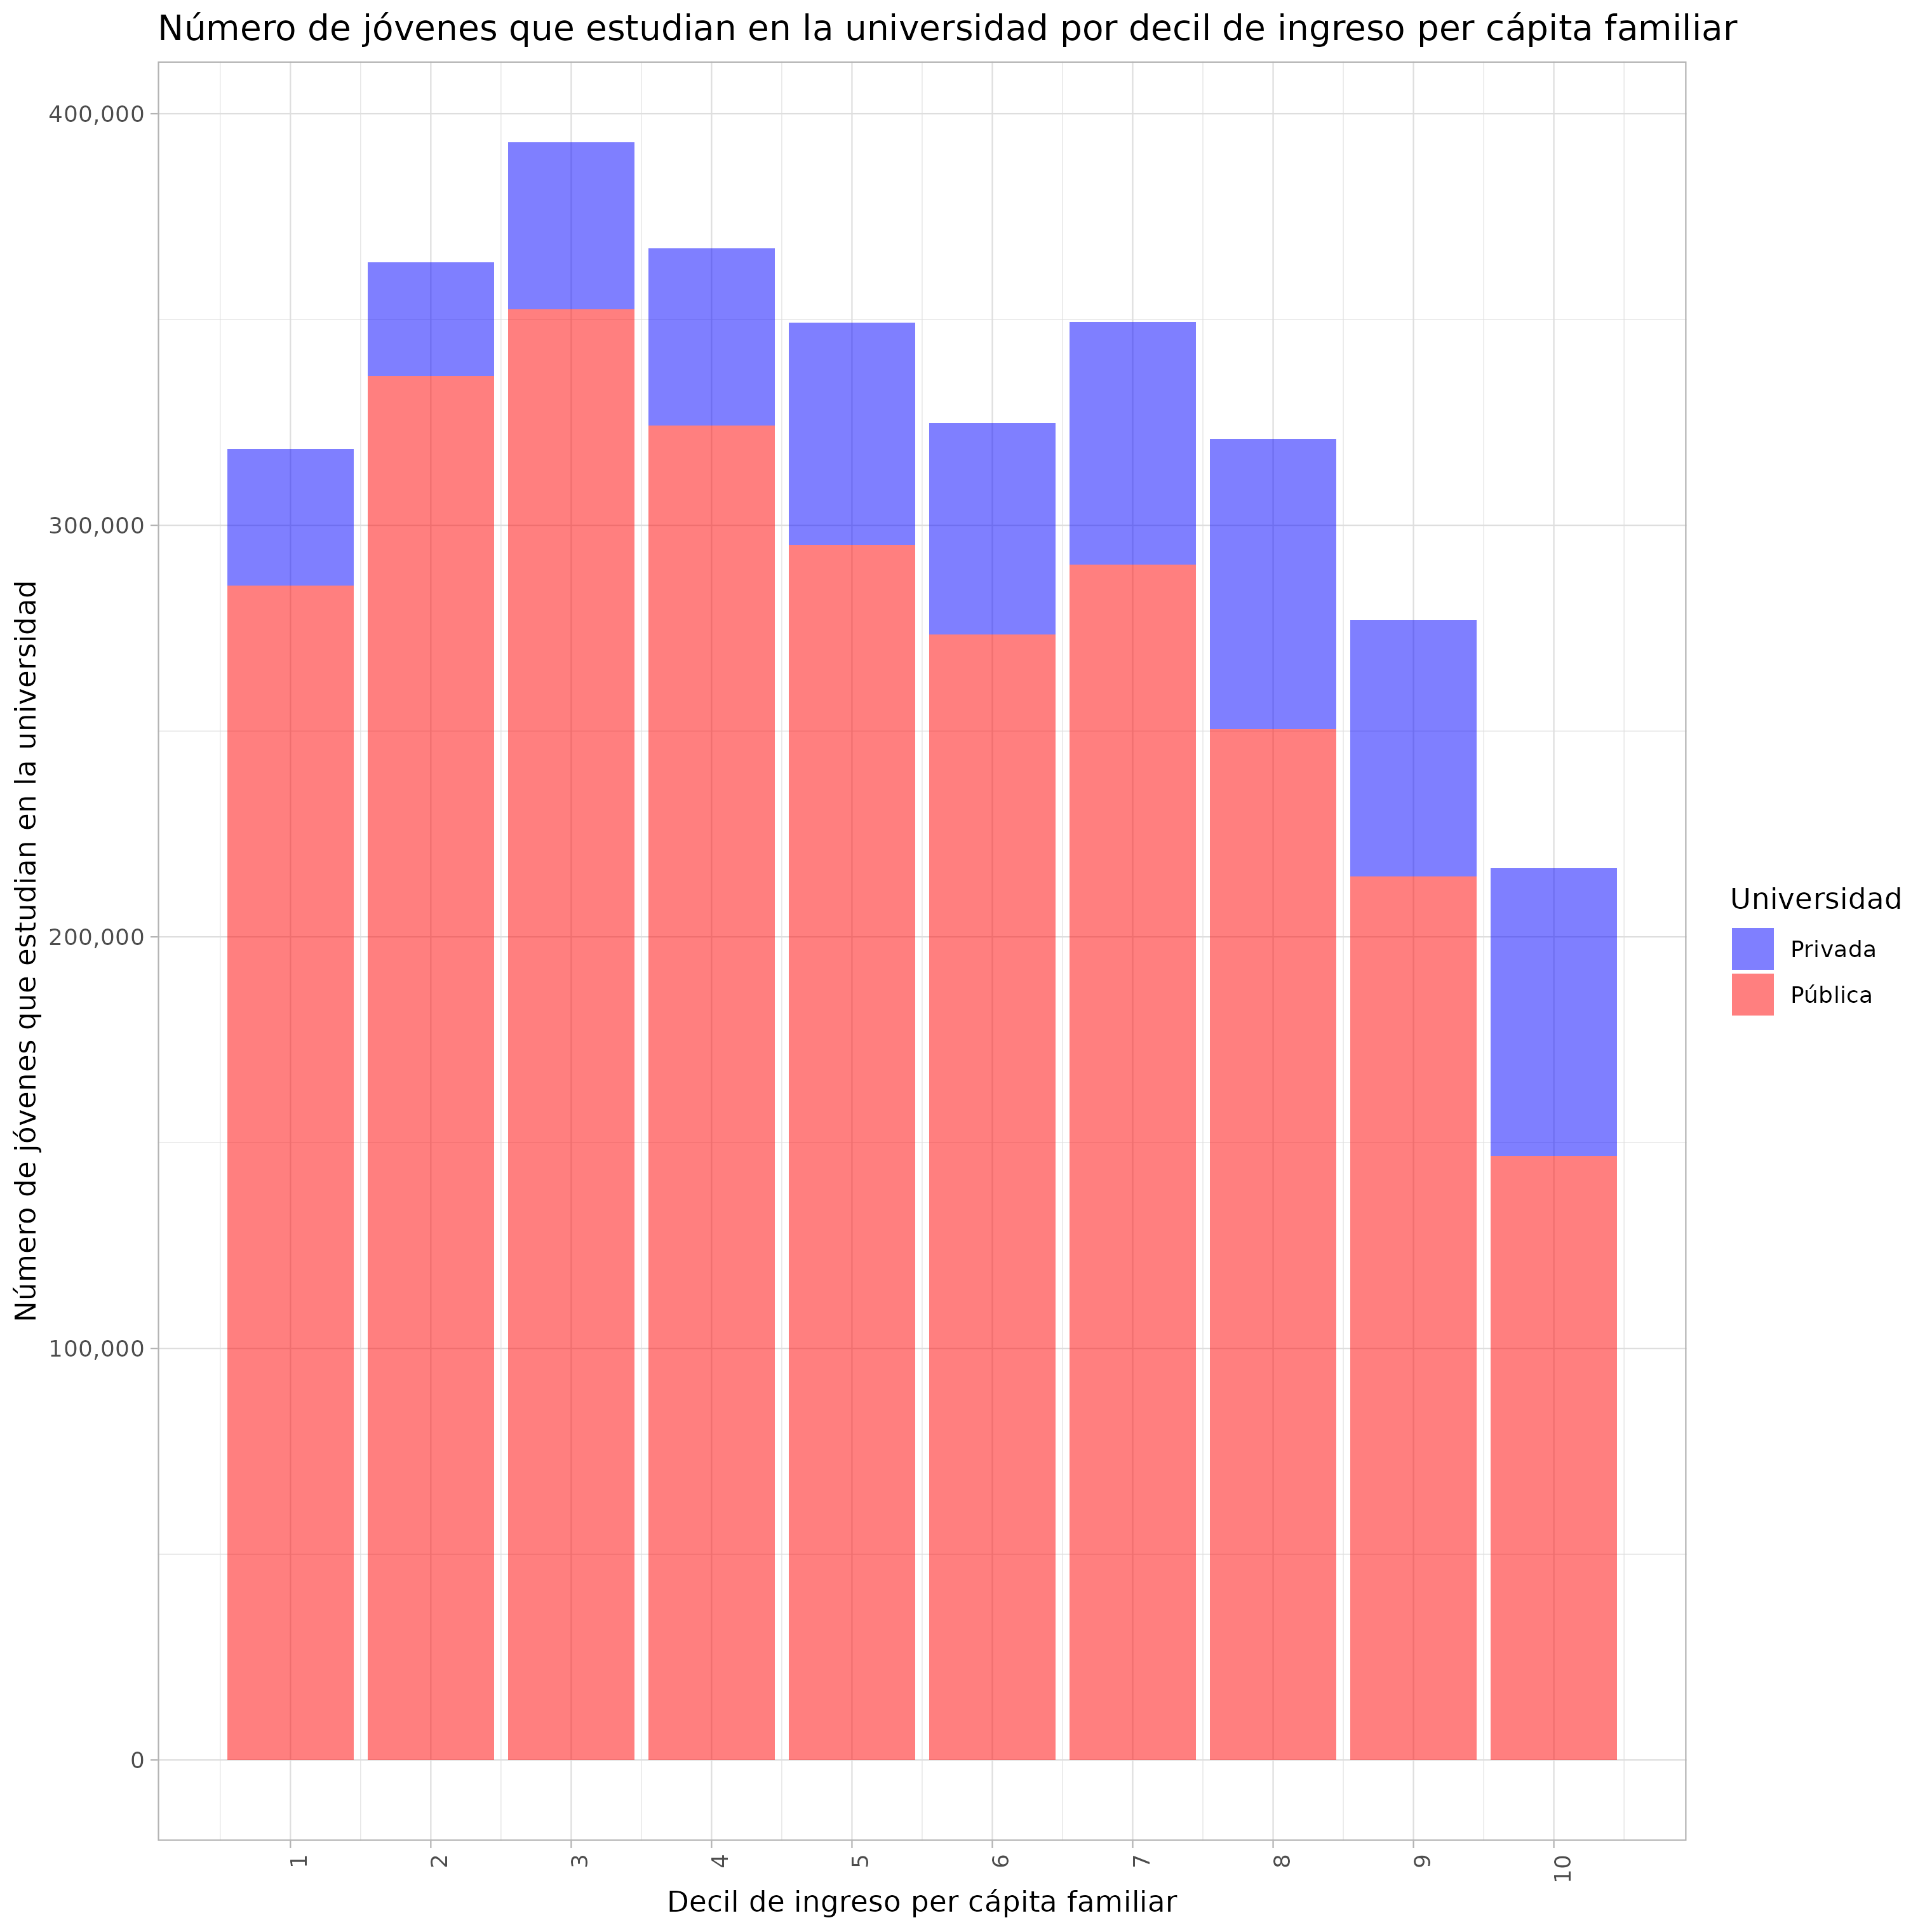 Número de jóvenes que estudian en la universidad por decil de ingreso per cápita familiar
Número de jóvenes que estudian en la universidad
400,000
300,000
200,000
100,000
0
1
2
3
4
5
6
7
8
9
10
Decil de ingreso per cápita familiar
Universidad
Privada
Pública